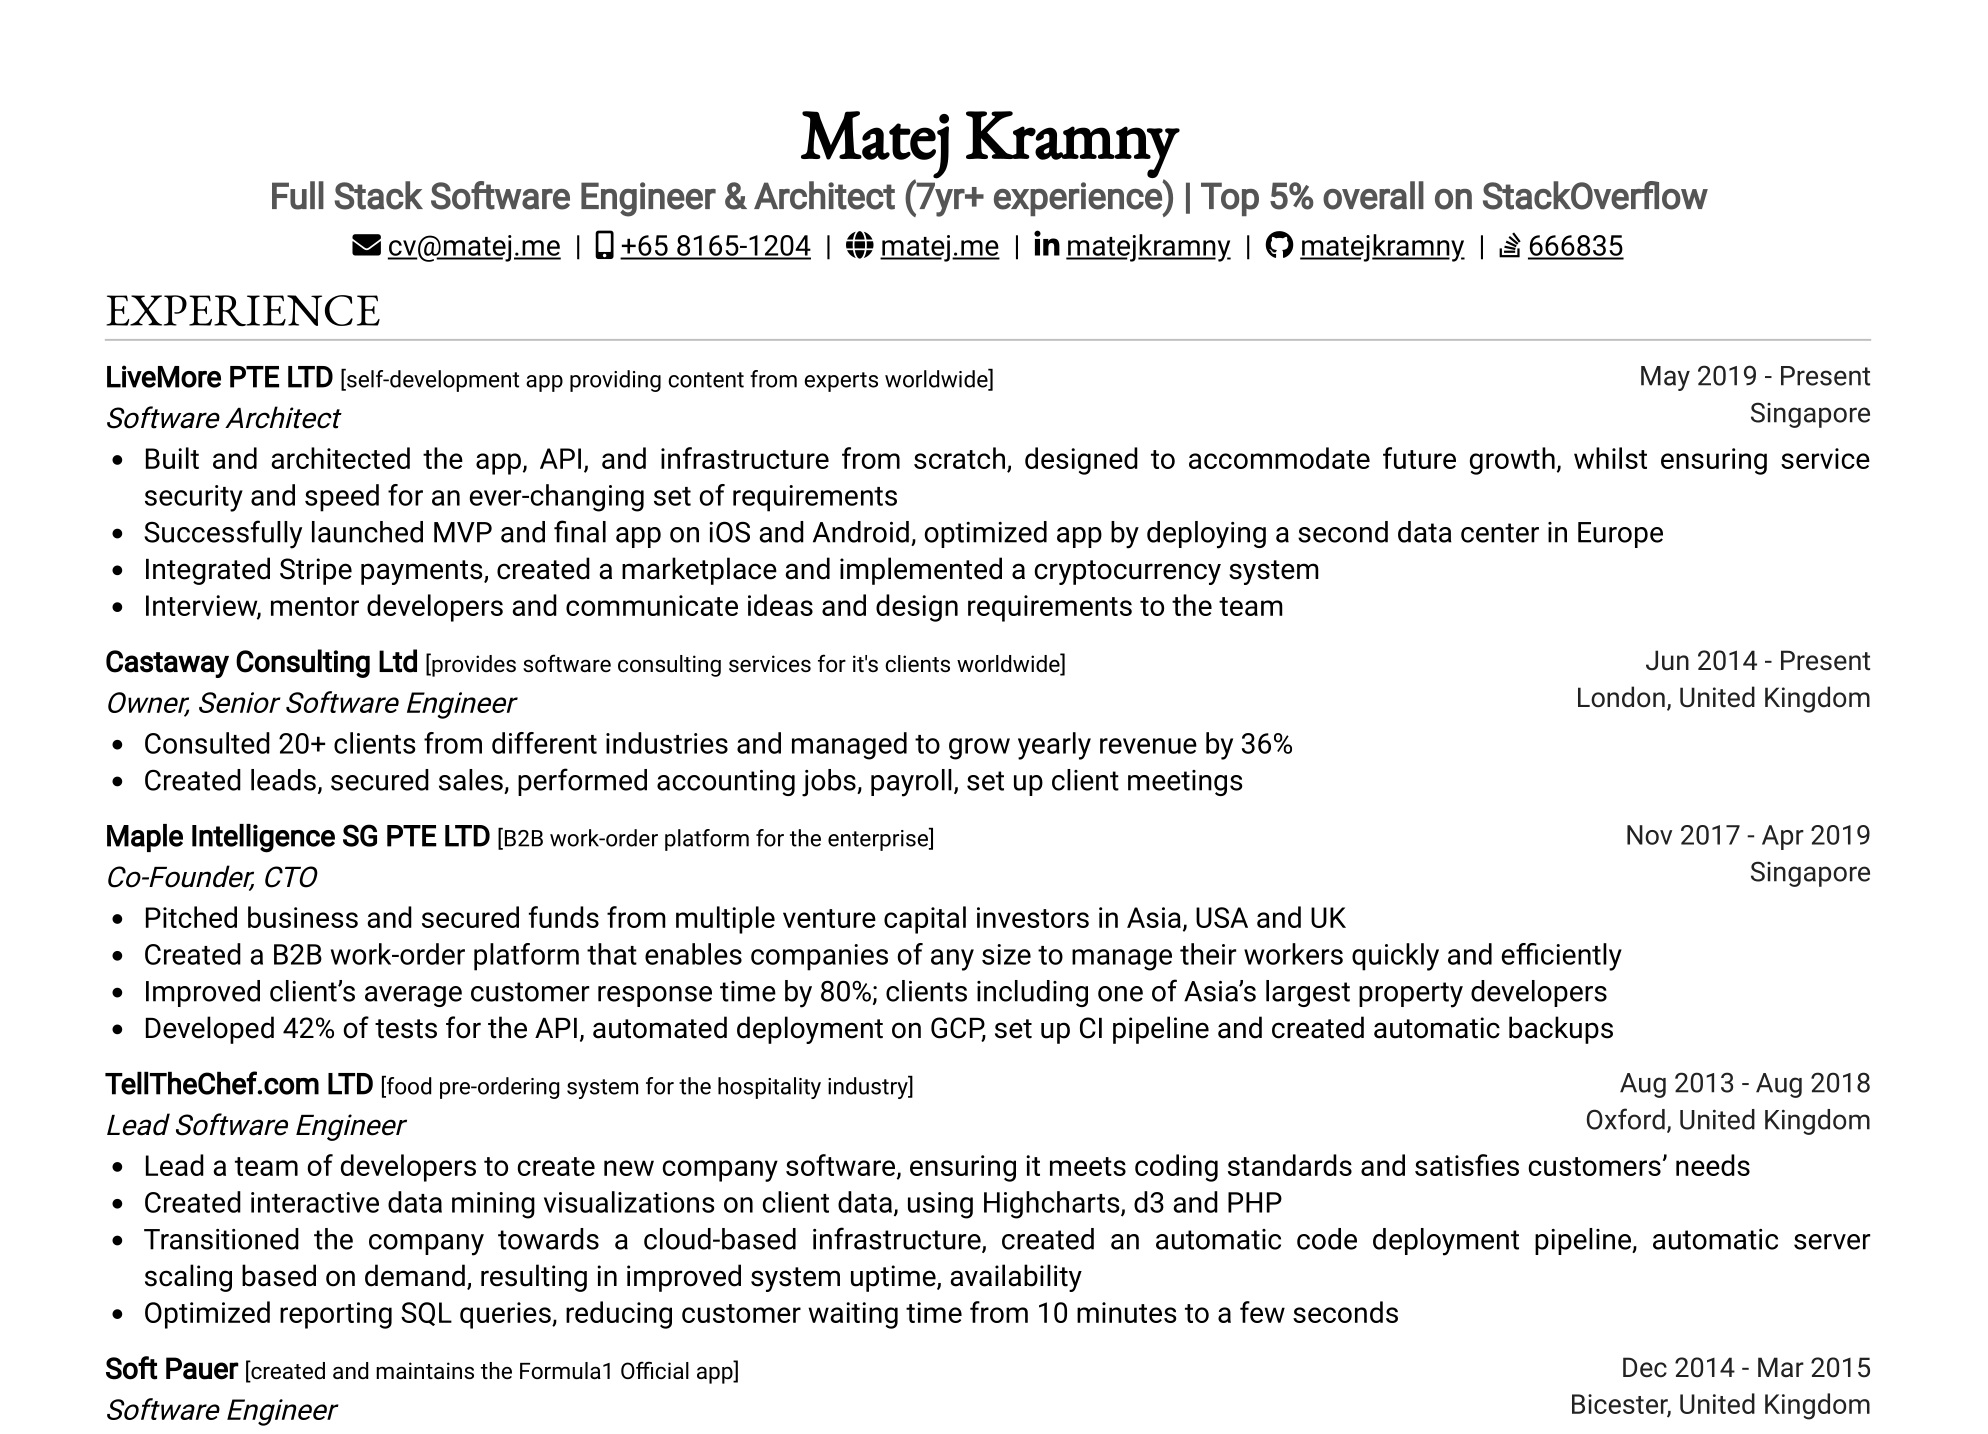 Matej Kramny
Full Stack Software Engineer & Architect (7yr+ experience) | Top 5% overall on StackOverflow
cv@matej.me | +65 8165-1204 | matej.me | matejkramny | matejkramny | 666835
EXPERIENCE
LiveMore PTE LTD [self-development app providing content from experts worldwide] May 2019 - Present
Software Architect Singapore
• Built and architected the app, API, and infrastructure from scratch, designed to accommodate future growth, whilst ensuring service
security and speed for an ever-changing set of requirements
• Successfully launched MVP and final app on iOS and Android, optimized app by deploying a second data center in Europe
• Integrated Stripe payments, created a marketplace and implemented a cryptocurrency system
• Interview, mentor developers and communicate ideas and design requirements to the team
Castaway Consulting Ltd [provides software consulting services for it's clients worldwide] Jun 2014 - Present
Owner, Senior Software Engineer London, United Kingdom
• Consulted 20+ clients from different industries and managed to grow yearly revenue by 36%
• Created leads, secured sales, performed accounting jobs, payroll, set up client meetings
Maple Intelligence SG PTE LTD [B2B work-order platform for the enterprise] Nov 2017 - Apr 2019
Co-Founder, CTO Singapore
• Pitched business and secured funds from multiple venture capital investors in Asia, USA and UK
• Created a B2B work-order platform that enables companies of any size to manage their workers quickly and efficiently
• Improved client’s average customer response time by 80%; clients including one of Asia’s largest property developers
• Developed 42% of tests for the API, automated deployment on GCP, set up CI pipeline and created automatic backups
TellTheChef.com LTD [food pre-ordering system for the hospitality industry] Aug 2013 - Aug 2018
Lead Software Engineer Oxford, United Kingdom
• Lead a team of developers to create new company software, ensuring it meets coding standards and satisfies customers’ needs
• Created interactive data mining visualizations on client data, using Highcharts, d3 and PHP
• Transitioned the company towards a cloud-based infrastructure, created an automatic code deployment pipeline, automatic server
scaling based on demand, resulting in improved system uptime, availability
• Optimized reporting SQL queries, reducing customer waiting time from 10 minutes to a few seconds
Soft Pauer [created and maintains the Formula1 Official app] Dec 2014 - Mar 2015
Software Engineer Bicester, United Kingdom